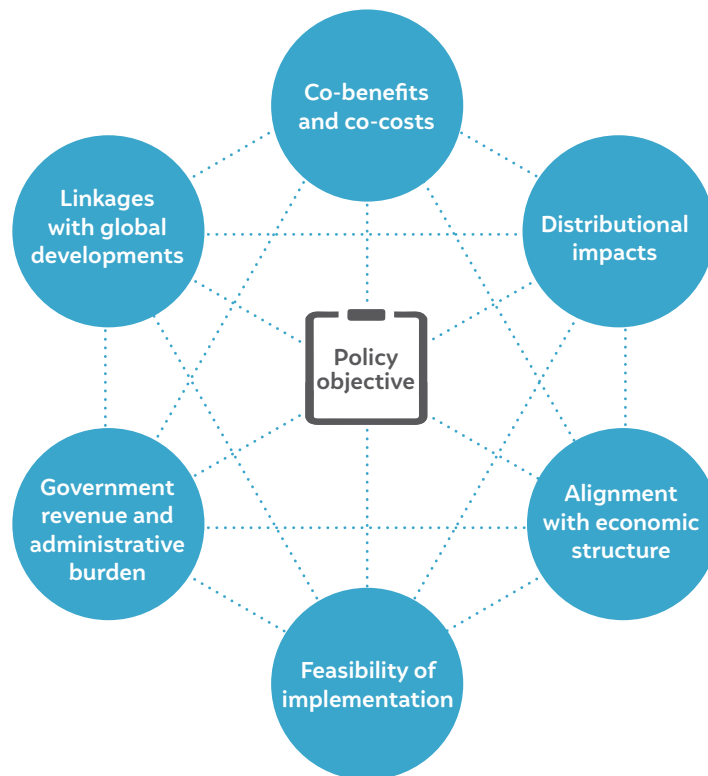 Co-benefits
and co-costs
Linkages
with global
developments
Distributional
impacts
Policy
objective
Government
revenue and
administrative
burden
Alignment
with economic
structure
Feasibility of
implementation